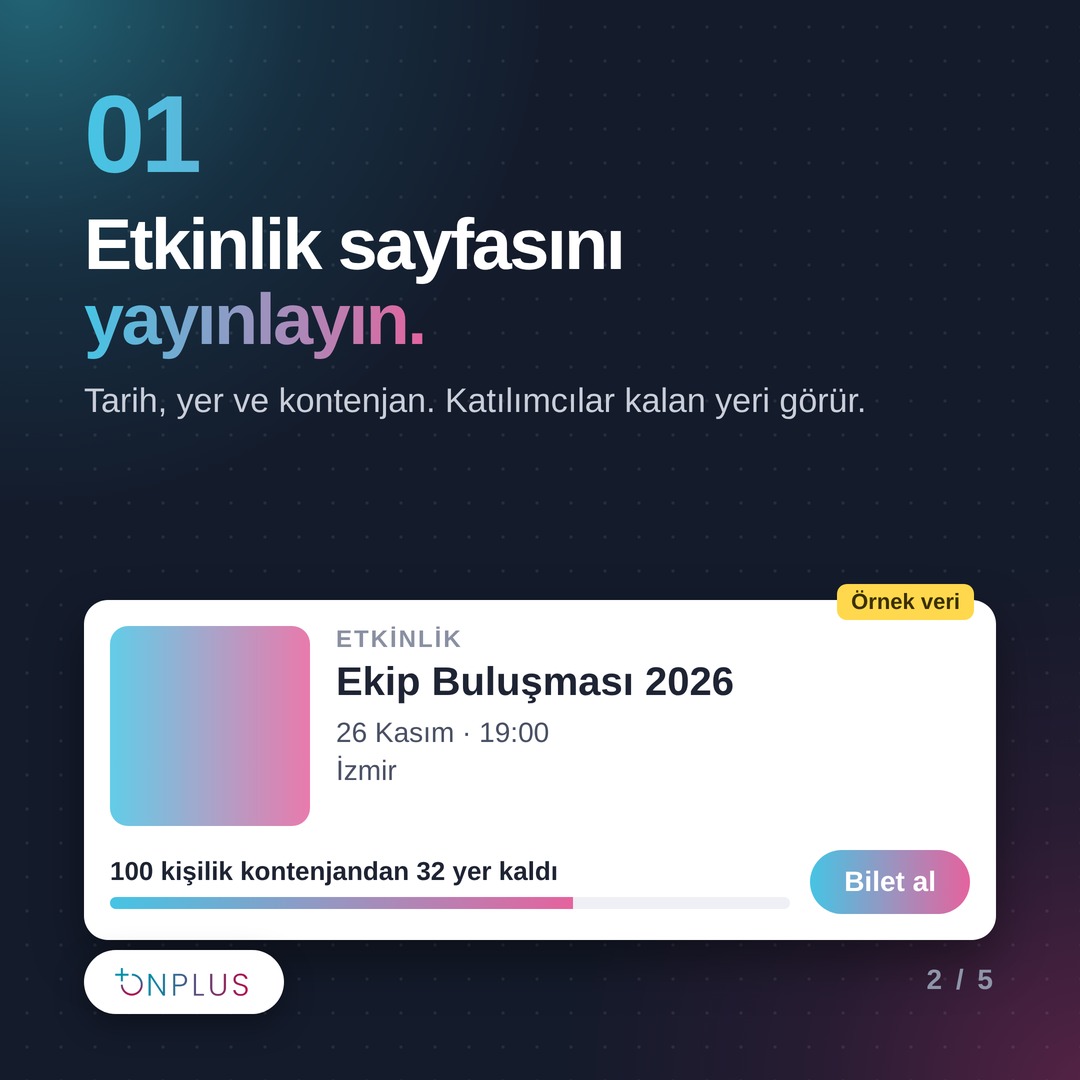 01
Etkinlik sayfasını
yayınlayın.
Tarih, yer ve kontenjan. Katılımcılar kalan yeri görür.
Örnek veri
ETKİNLİK
Ekip Buluşması 2026
26 Kasım · 19:00
İzmir
100 kişilik kontenjandan 32 yer kaldı
Bilet al
ONPLUS
2 / 5